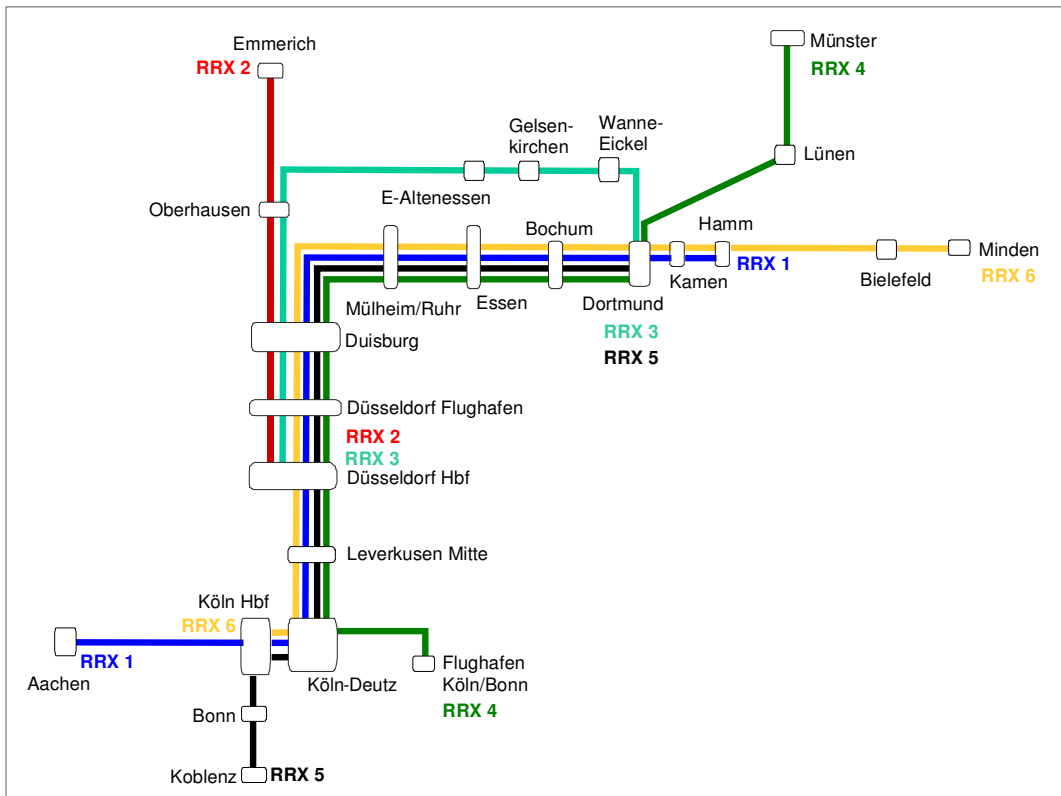 Emmerich
RRX 2
Münster
RRX 4
Gelsen-
kirchen
Wanne-
Eickel
Lünen
E-Altenessen
Oberhausen
Bochum
Hamm
RRX 1
Minden
RRX 6
Kamen
Bielefeld
Mülheim/Ruhr
Essen
Dortmund
RRX 3
RRX 5
Duisburg
Düsseldorf Flughafen
RRX 2
RRX 3
Düsseldorf Hbf
Leverkusen Mitte
Köln Hbf
RRX 6
RRX 1
Aachen
Köln-Deutz
Flughafen
Köln/Bonn
RRX 4
Bonn
Koblenz
RRX 5